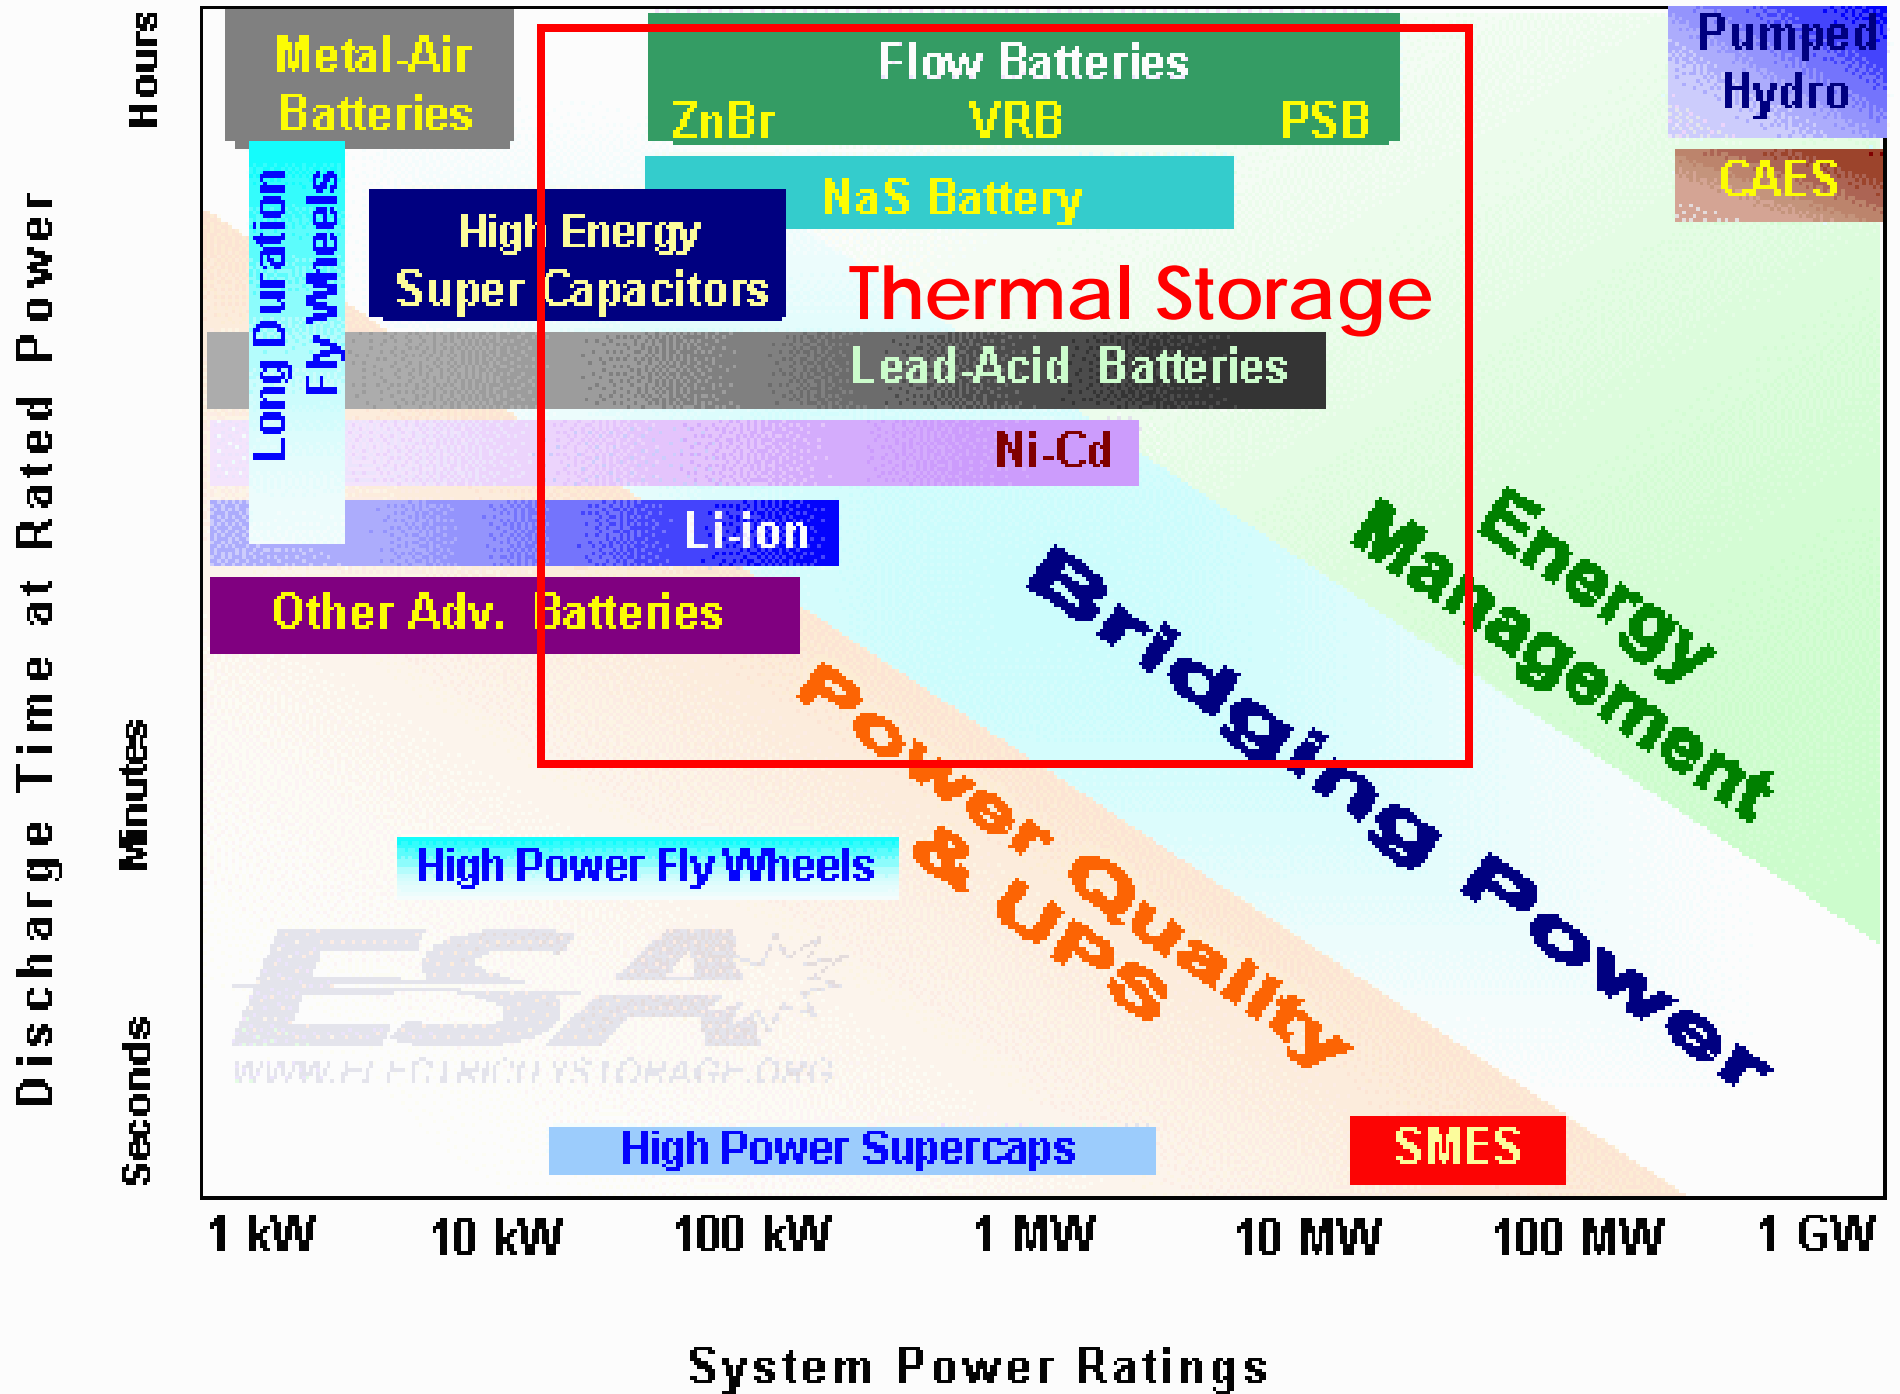 Hours
Metal-Air
Batteries
Flow Batteries
ZnBr VRB PSB
Pumped
Hydro
NaS Battery
CAES
High Energy
Super Capacitors
Long Duration
Fly Wheels
Thermal Storage
Lead-Acid Batteries
Ni-Cd
Li-ion
Other Adv. Batteries
Energy
Management
Bridging Power
Power Quality
& UPS
Discharge Time at Rated Power
Minutes
High Power Fly Wheels
ESA
WWW.ELECTRICITYSTORAGE.ORG
Seconds
High Power Supercaps
SMES
1 kW 10 kW 100 kW 1 MW 10 MW 100 MW 1 GW
System Power Ratings